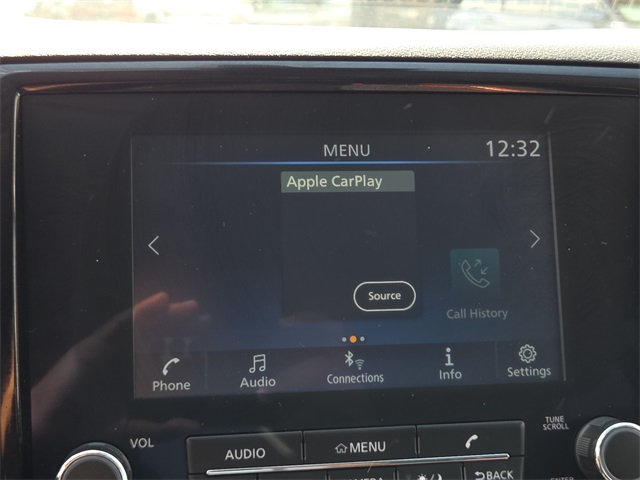 MENU
12:32
Apple CarPlay
Source
Call History
Phone
Audio
Connections
Info
Settings
VOL
TUNE
SCROLL
AUDIO
MENU
BACK